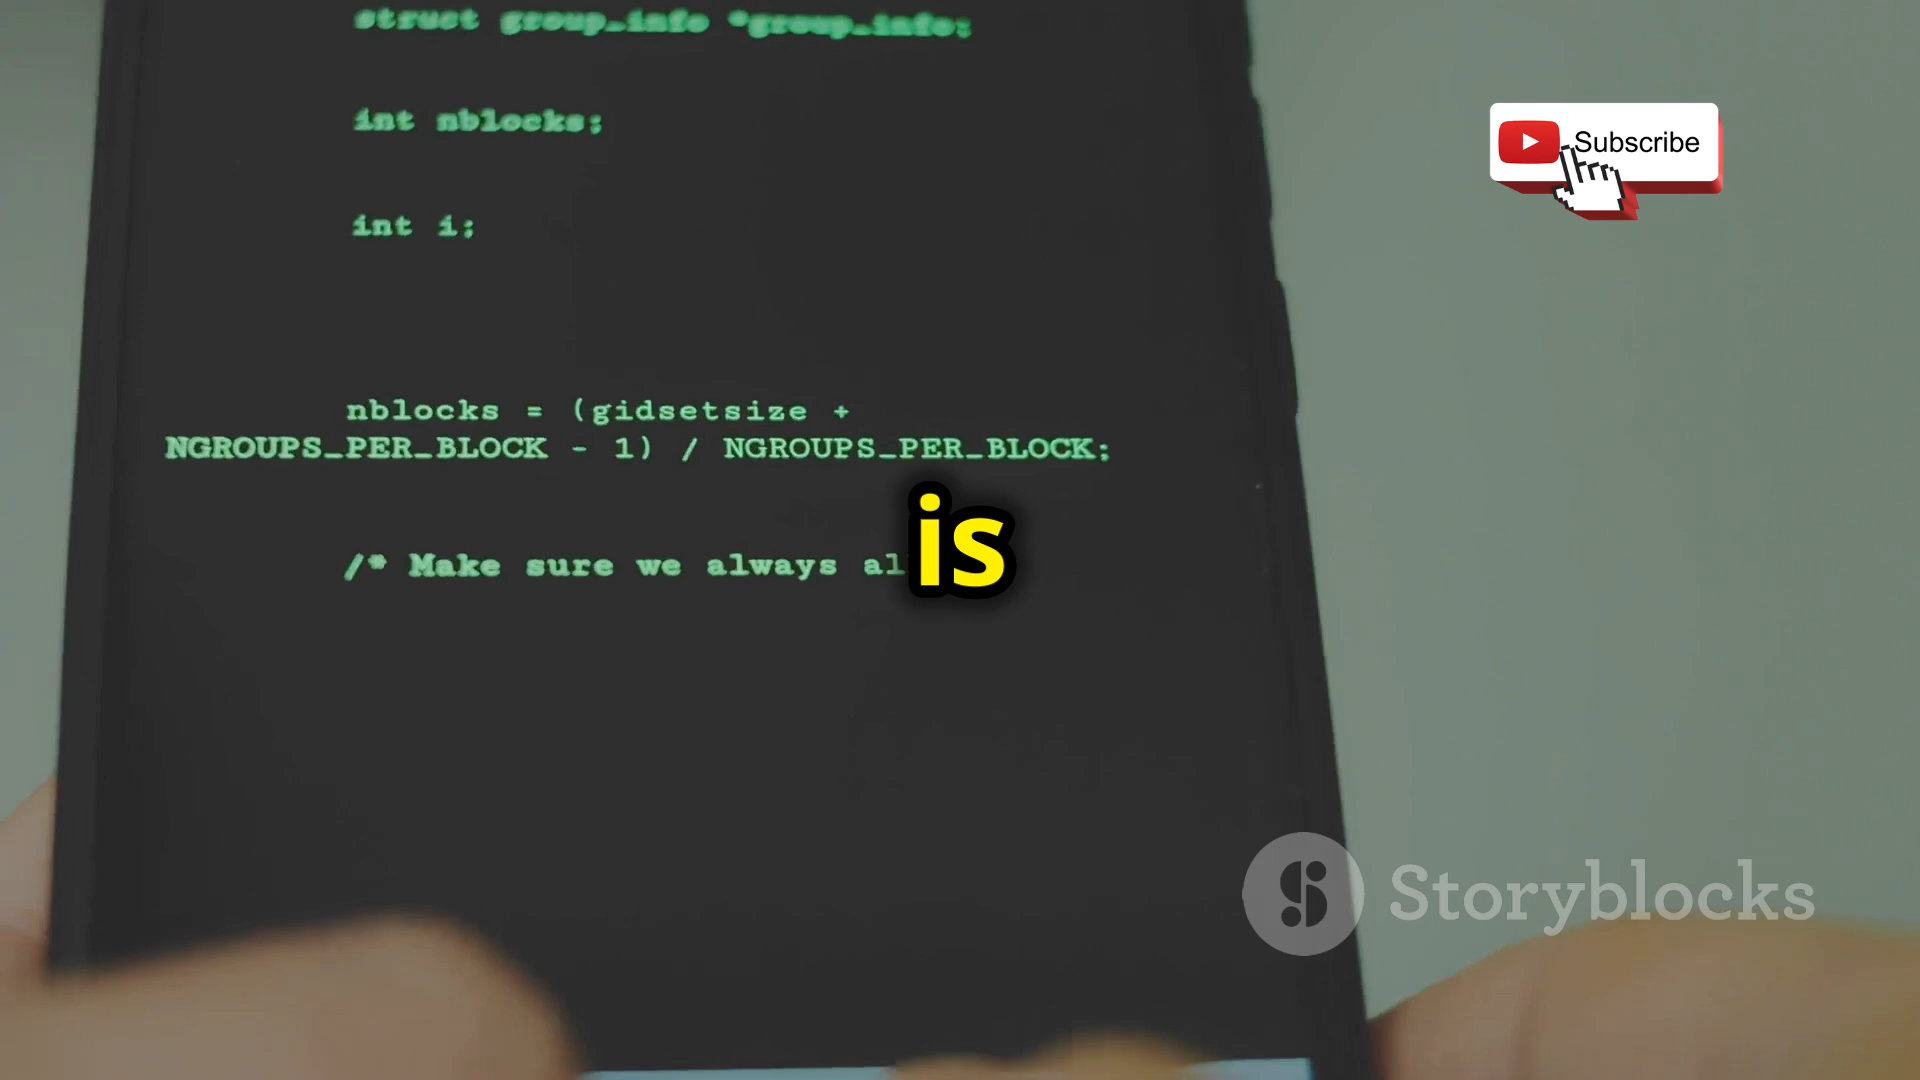 struct group_info *group_info;
int nblocks;
Subscribe
int i;
nblocks = (gidsetsize +
NGROUPS_PER_BLOCK - 1) / NGROUPS_PER_BLOCK;
is
/* Make sure we always al
Storyblocks